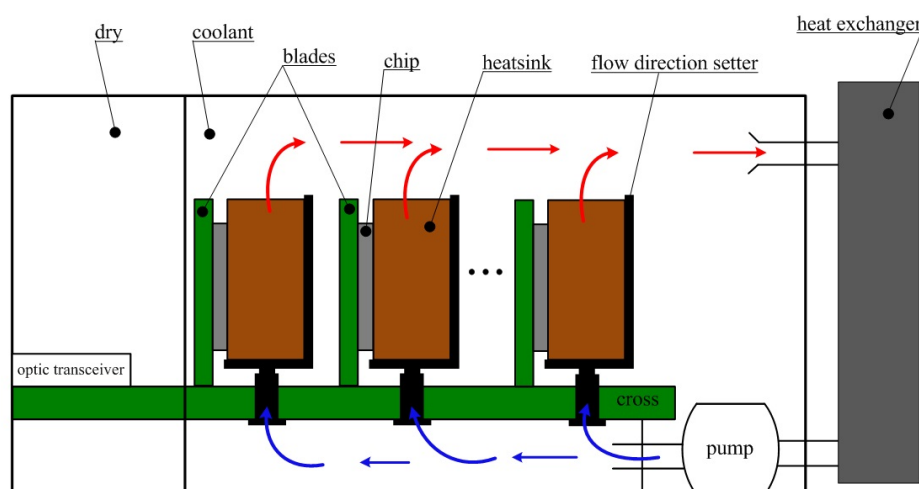 heat exchanger
dry
coolant
blades
chip
heatsink
flow direction setter
optic transceiver
cross
pump